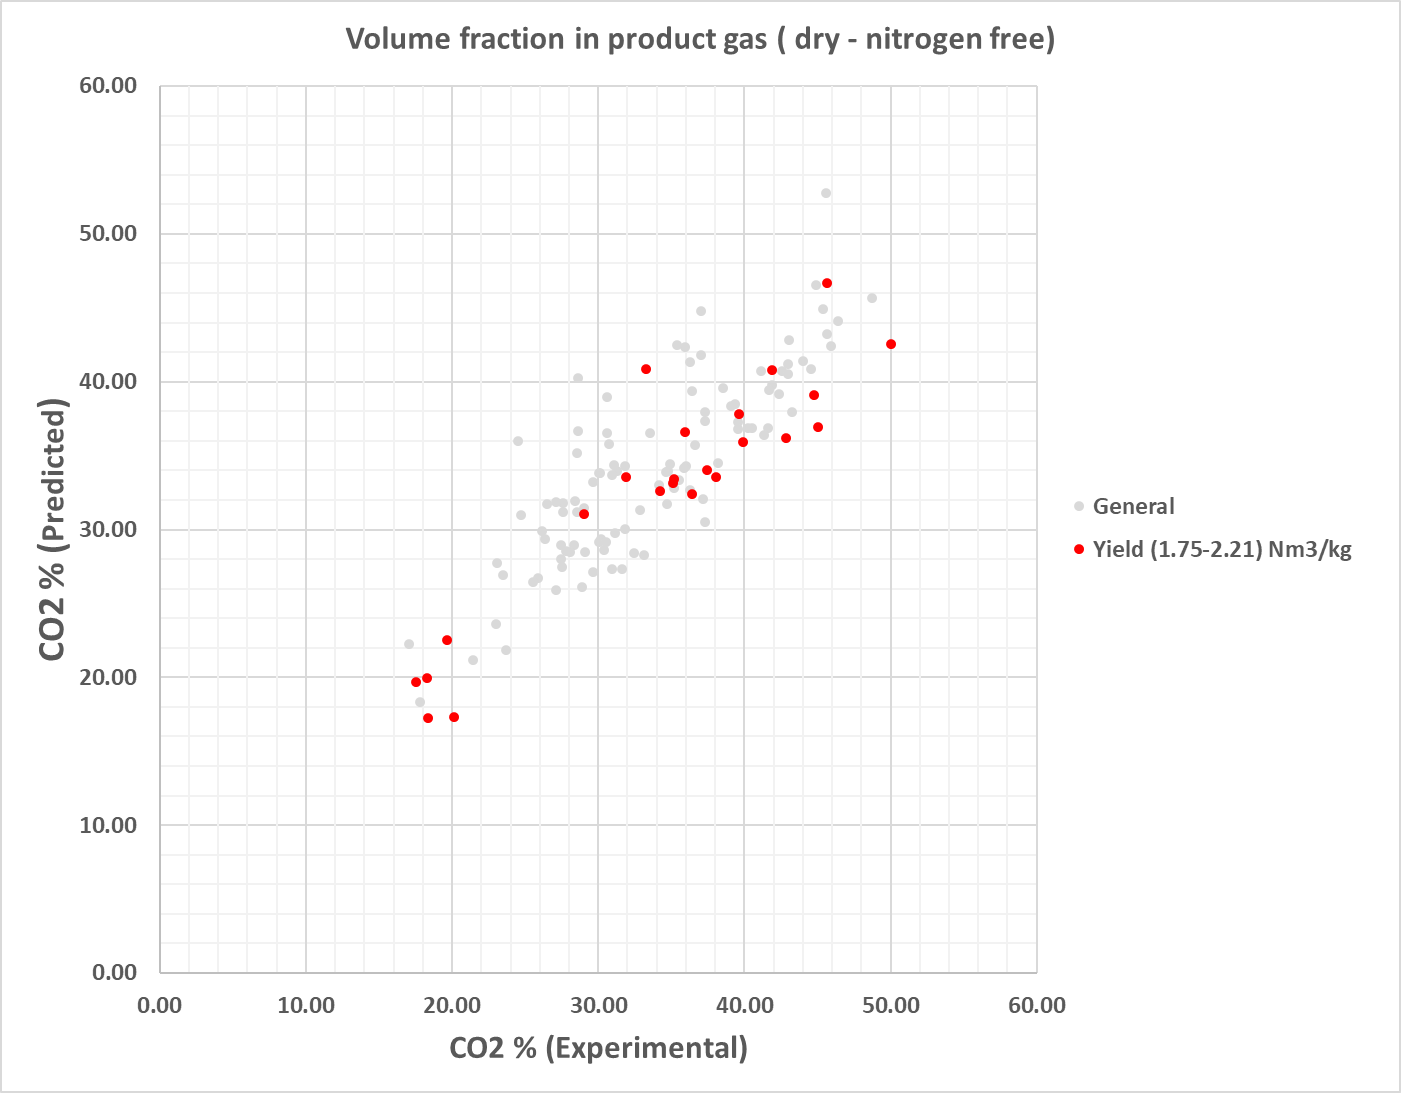 Volume fraction in product gas ( dry - nitrogen free)
60.00
50.00
40.00
30.00
20.00
10.00
0.00
CO2 % (Predicted)
0.00 10.00 20.00 30.00 40.00 50.00 60.00
CO2 % (Experimental)
General
Yield (1.75-2.21) Nm3/kg